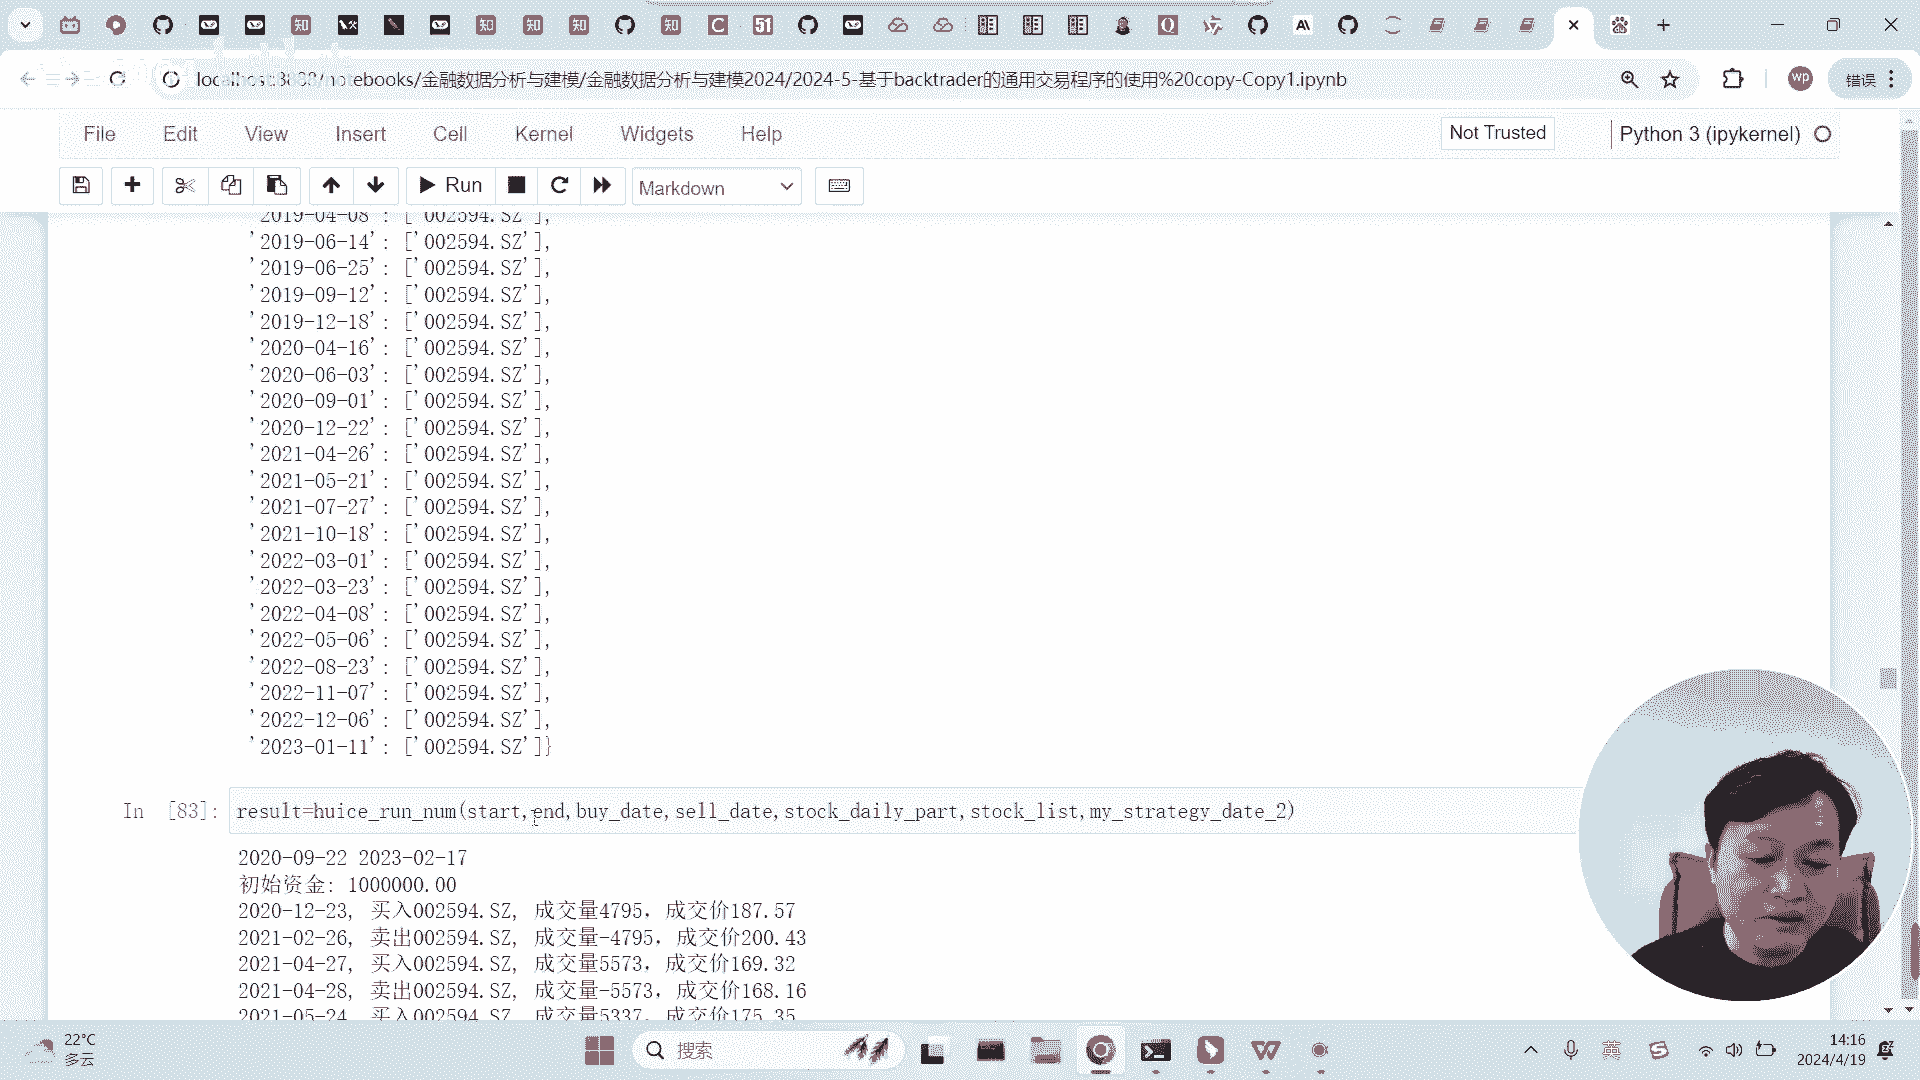 localhost:8888/notebooks/金融数据分析与建模/金融数据分析与建模2024/2024-5-基于backtrader的通用交易程序的使用%20copy-Copy1.ipynb
wp
错误
File Edit View Insert Cell Kernel Widgets Help
Not Trusted
Python 3 (ipykernel)
Run
Markdown
'2019-04-08': ['002594.SZ'],
'2019-06-14': ['002594.SZ'],
'2019-06-25': ['002594.SZ'],
'2019-09-12': ['002594.SZ'],
'2019-12-18': ['002594.SZ'],
'2020-04-16': ['002594.SZ'],
'2020-06-03': ['002594.SZ'],
'2020-09-01': ['002594.SZ'],
'2020-12-22': ['002594.SZ'],
'2021-04-26': ['002594.SZ'],
'2021-05-21': ['002594.SZ'],
'2021-07-27': ['002594.SZ'],
'2021-10-18': ['002594.SZ'],
'2022-03-01': ['002594.SZ'],
'2022-03-23': ['002594.SZ'],
'2022-04-08': ['002594.SZ'],
'2022-05-06': ['002594.SZ'],
'2022-08-23': ['002594.SZ'],
'2022-11-07': ['002594.SZ'],
'2022-12-06': ['002594.SZ'],
'2023-01-11': ['002594.SZ']}
In [83]: result=huice_run_num(start,end,buy_date,sell_date,stock_daily_part,stock_list,my_strategy_date_2)
2020-09-22 2023-02-17
初始资金: 1000000.00
2020-12-23, 买入002594.SZ, 成交量4795，成交价187.57
2021-02-26, 卖出002594.SZ, 成交量-4795，成交价200.43
2021-04-27, 买入002594.SZ, 成交量5573，成交价169.32
2021-04-28, 卖出002594.SZ, 成交量-5573，成交价168.16
2021-05-24, 买入002594.SZ, 成交量5337，成交价175.35
22°C
多云
搜索
英
14:16
2024/4/19